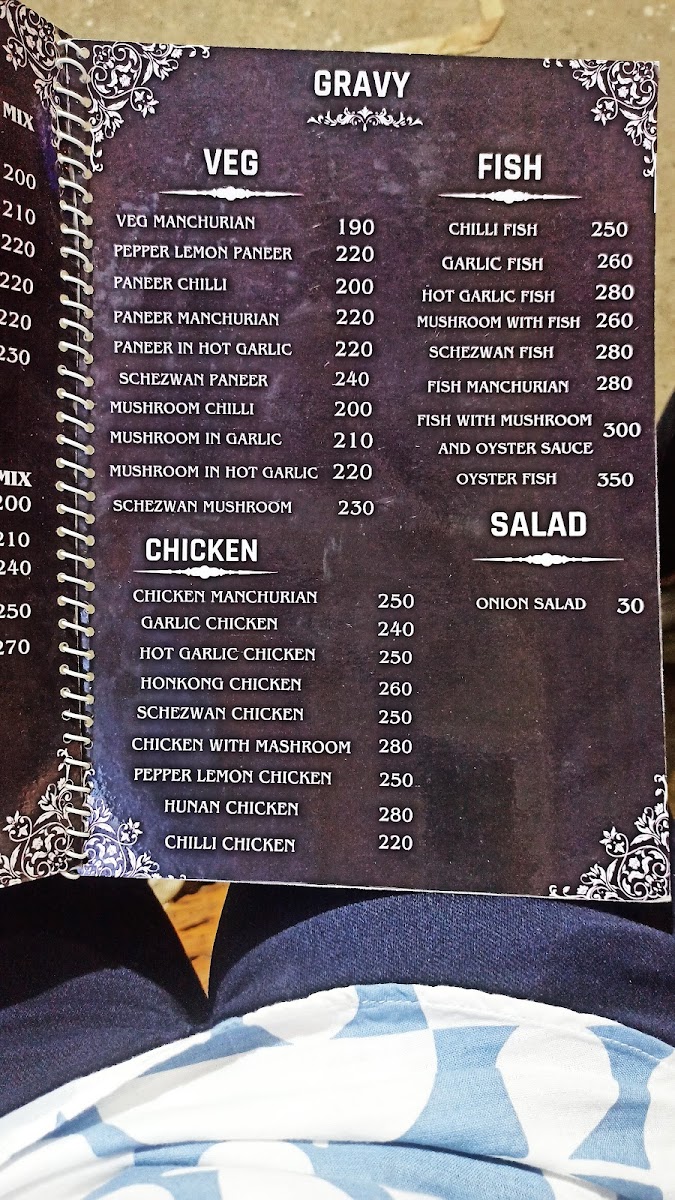 MIX
200
210
220
220
220
230
MIX
200
210
240
250
270
GRAVY
VEG
VEG MANCHURIAN 190
PEPPER LEMON PANEER 220
PANEER CHILLI 200
PANEER MANCHURIAN 220
PANEER IN HOT GARLIC 220
SCHEZWAN PANEER 240
MUSHROOM CHILLI 200
MUSHROOM IN GARLIC 210
MUSHROOM IN HOT GARLIC 220
SCHEZWAN MUSHROOM 230
CHICKEN
CHICKEN MANCHURIAN 250
GARLIC CHICKEN 240
HOT GARLIC CHICKEN 250
HONKONG CHICKEN 260
SCHEZWAN CHICKEN 250
CHICKEN WITH MASHROOM 280
PEPPER LEMON CHICKEN 250
HUNAN CHICKEN 280
CHILLI CHICKEN 220
FISH
CHILLI FISH 250
GARLIC FISH 260
HOT GARLIC FISH 280
MUSHROOM WITH FISH 260
SCHEZWAN FISH 280
FISH MANCHURIAN 280
FISH WITH MUSHROOM 300
AND OYSTER SAUCE
OYSTER FISH 350
SALAD
ONION SALAD 30